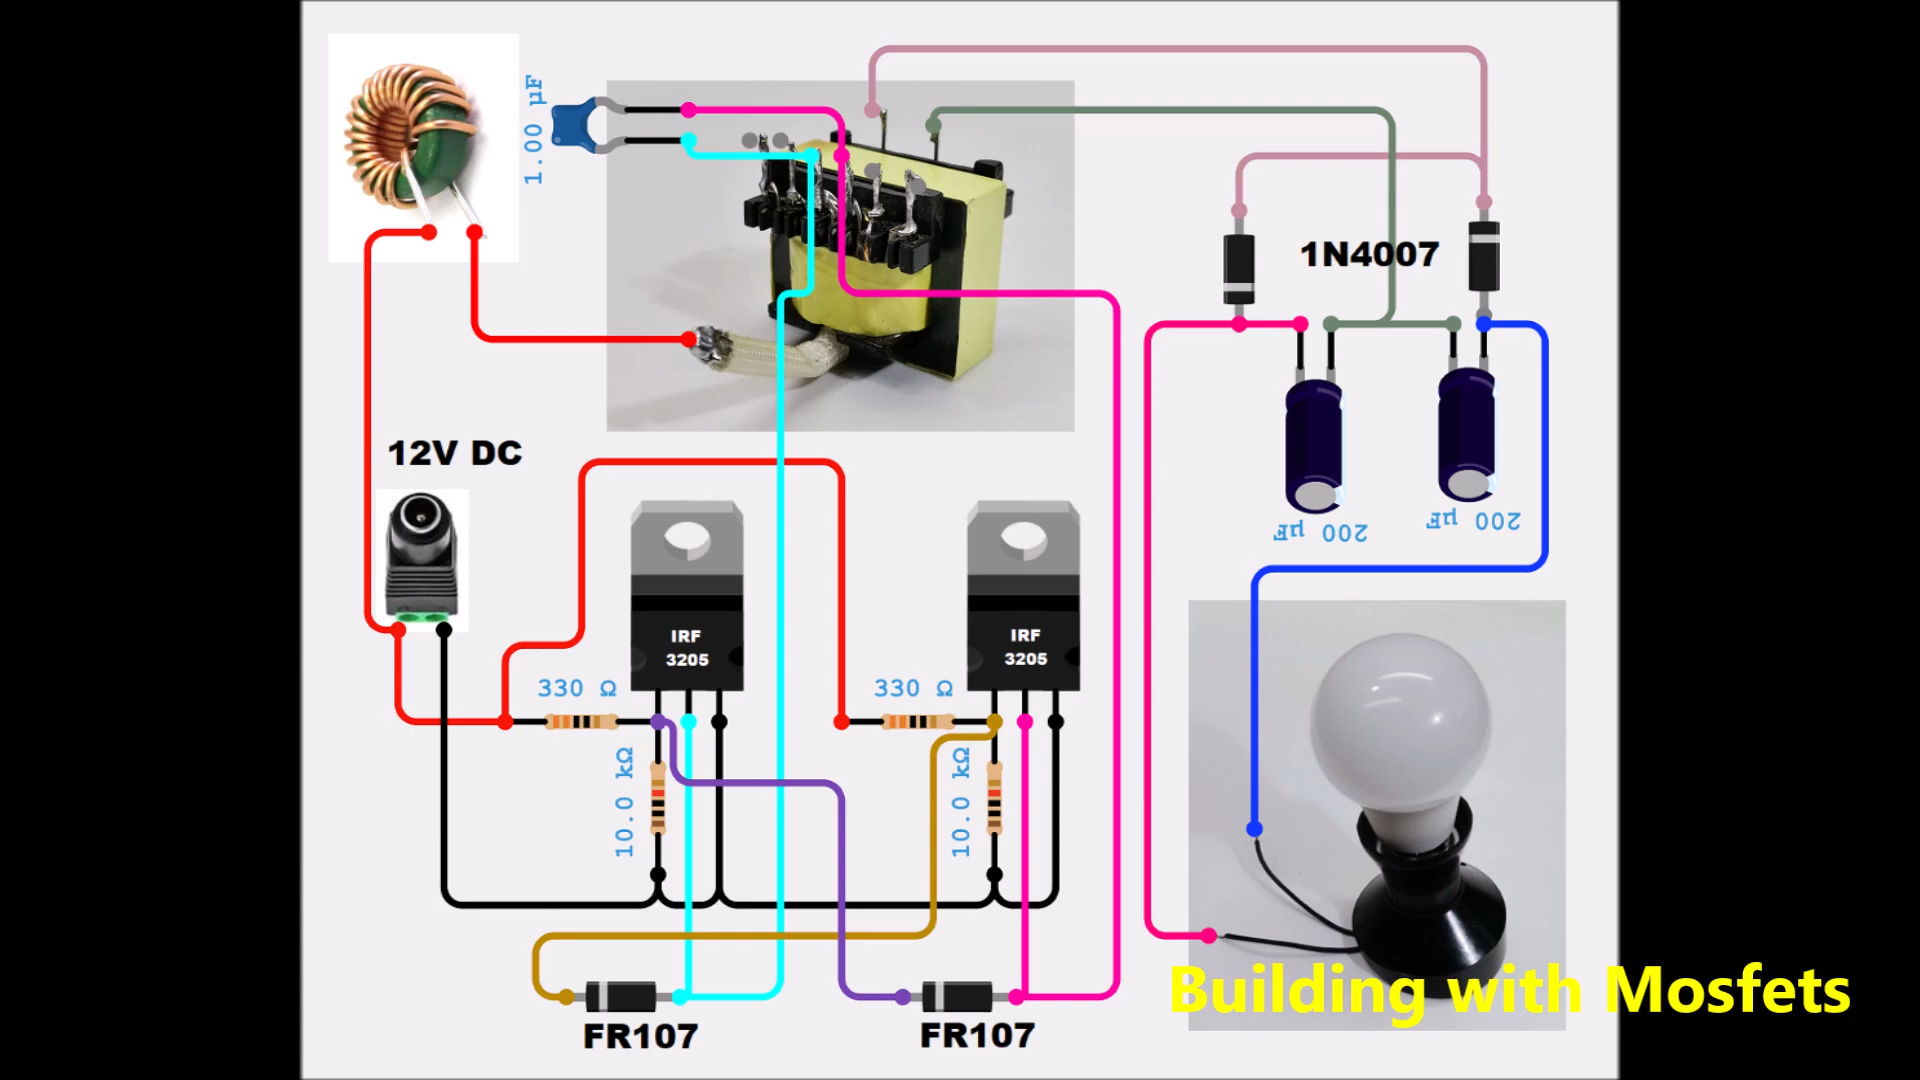 1.00 µF
1N4007
12V DC
200 µF
200 µF
IRF
3205
IRF
3205
330 Ω
330 Ω
10.0 kΩ
10.0 kΩ
Building with Mosfets
FR107
FR107